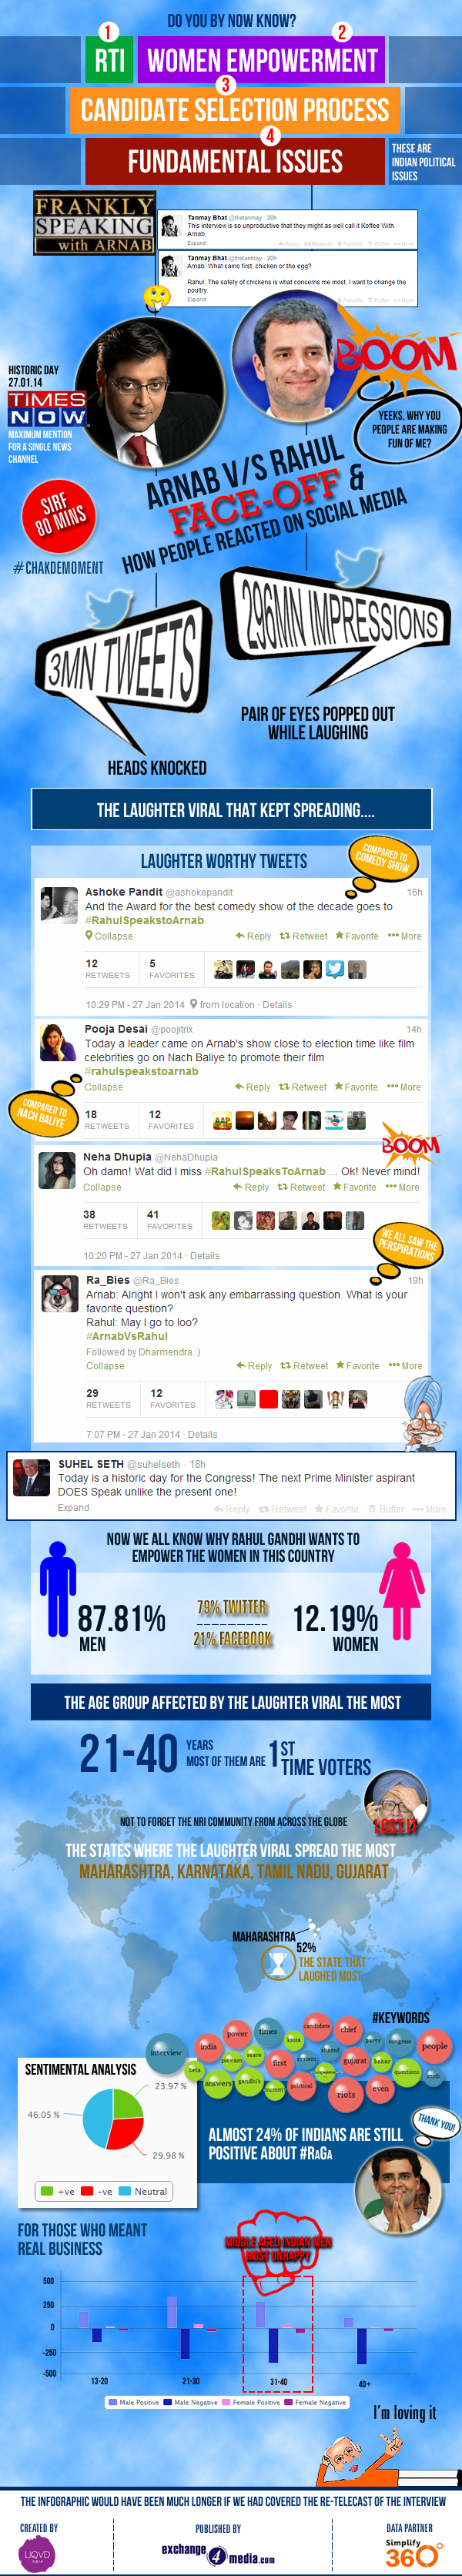 DO YOU BY NOW KNOW?
1
2
RTI
WOMEN EMPOWERMENT
3
CANDIDATE SELECTION PROCESS
4
FUNDAMENTAL ISSUES
THESE ARE
INDIAN POLITICAL
ISSUES
FRANKLY
SPEAKING
with ARNAB
Tanmay Bhat @thetanmay · 20h
This interview is so unproductive that they might as well call it Koffee With
Arnab.
Expand
Tanmay Bhat @thetanmay · 20h
Arnab: What came first, chicken or the egg?
Rahul: The safety of chickens is what concerns me most. I want to change the
poultry.
Expand
BOOM
HISTORIC DAY
27.01.14
TIMES
NOW
MAXIMUM MENTION
FOR A SINGLE NEWS
CHANNEL
YEEKS, WHY YOU
PEOPLE ARE MAKING
FUN OF ME?
SIRF
80 MINS
#CHAKDEMOMENT
ARNAB V/S RAHUL
FACE-OFF &
HOW PEOPLE REACTED ON SOCIAL MEDIA
3MN TWEETS
296MN IMPRESSIONS
PAIR OF EYES POPPED OUT
WHILE LAUGHING
HEADS KNOCKED
THE LAUGHTER VIRAL THAT KEPT SPREADING....
LAUGHTER WORTHY TWEETS
COMPARED TO
COMEDY SHOW
Ashoke Pandit @ashokepandit 16h
And the Award for the best comedy show of the decade goes to
#RahulSpeakstoArnab
Collapse Reply Retweet Favorite More
12 RETWEETS 5 FAVORITES
10:29 PM - 27 Jan 2014 from location · Details
Pooja Desai @poojitrix 14h
Today a leader came on Arnab's show close to election time like film
celebrities go on Nach Baliye to promote their film
#rahulspeakstoarnab
Collapse Reply Retweet Favorite More
COMPARED TO
NACH BALIYE
18 RETWEETS 12 FAVORITES
BOOM
Neha Dhupia @NehaDhupia
Oh damn! Wat did I miss #RahulSpeaksToArnab ... Ok! Never mind!
Collapse Reply Retweet Favorite More
38 RETWEETS 41 FAVORITES
10:20 PM - 27 Jan 2014 · Details
WE ALL SAW THE
PERSPIRATIONS
Ra_Bies @Ra_Bies 19h
Arnab: Alright I won't ask any embarrassing question. What is your
favorite question?
Rahul: May I go to loo?
#ArnabVsRahul
Followed by Dharmendra :)
Collapse Reply Retweet Favorite More
29 RETWEETS 12 FAVORITES
7:07 PM - 27 Jan 2014 · Details
SUHEL SETH @suhelseth · 18h
Today is a historic day for the Congress! The next Prime Minister aspirant
DOES Speak unlike the present one!
Expand Reply Retweet Favorite Buffer More
NOW WE ALL KNOW WHY RAHUL GANDHI WANTS TO
EMPOWER THE WOMEN IN THIS COUNTRY
87.81%
MEN
79% TWITTER
21% FACEBOOK
12.19%
WOMEN
THE AGE GROUP AFFECTED BY THE LAUGHTER VIRAL THE MOST
21-40 YEARS
MOST OF THEM ARE 1ST
TIME VOTERS
LOST IT
NOT TO FORGET THE NRI COMMUNITY FROM ACROSS THE GLOBE
THE STATES WHERE THE LAUGHTER VIRAL SPREAD THE MOST
MAHARASHTRA, KARNATAKA, TAMIL NADU, GUJARAT
MAHARASHTRA
52%
THE STATE THAT
LAUGHED MOST
#KEYWORDS
interview
india
power
times
candidate
chief
party
congress
people
first
system
shared
gujarat
bahar
questions
modi
answers
gandhi's
political
riots
even
SENTIMENTAL ANALYSIS
23.97 %
46.05 %
29.98 %
+ve -ve Neutral
ALMOST 24% OF INDIANS ARE STILL
POSITIVE ABOUT #RaGa
THANK YOU!
FOR THOSE WHO MEANT
REAL BUSINESS
MIDDLE AGED INDIAN MEN
MOST UNHAPPY
500
250
0
-250
-500
13-20
21-30
31-40
40+
Male Positive Male Negative Female Positive Female Negative
I'm loving it
THE INFOGRAPHIC WOULD HAVE BEEN MUCH LONGER IF WE HAD COVERED THE RE-TELECAST OF THE INTERVIEW
CREATED BY
PUBLISHED BY
DATA PARTNER
LIQVD
ASIA
exchange4media.com
Simplify
360°